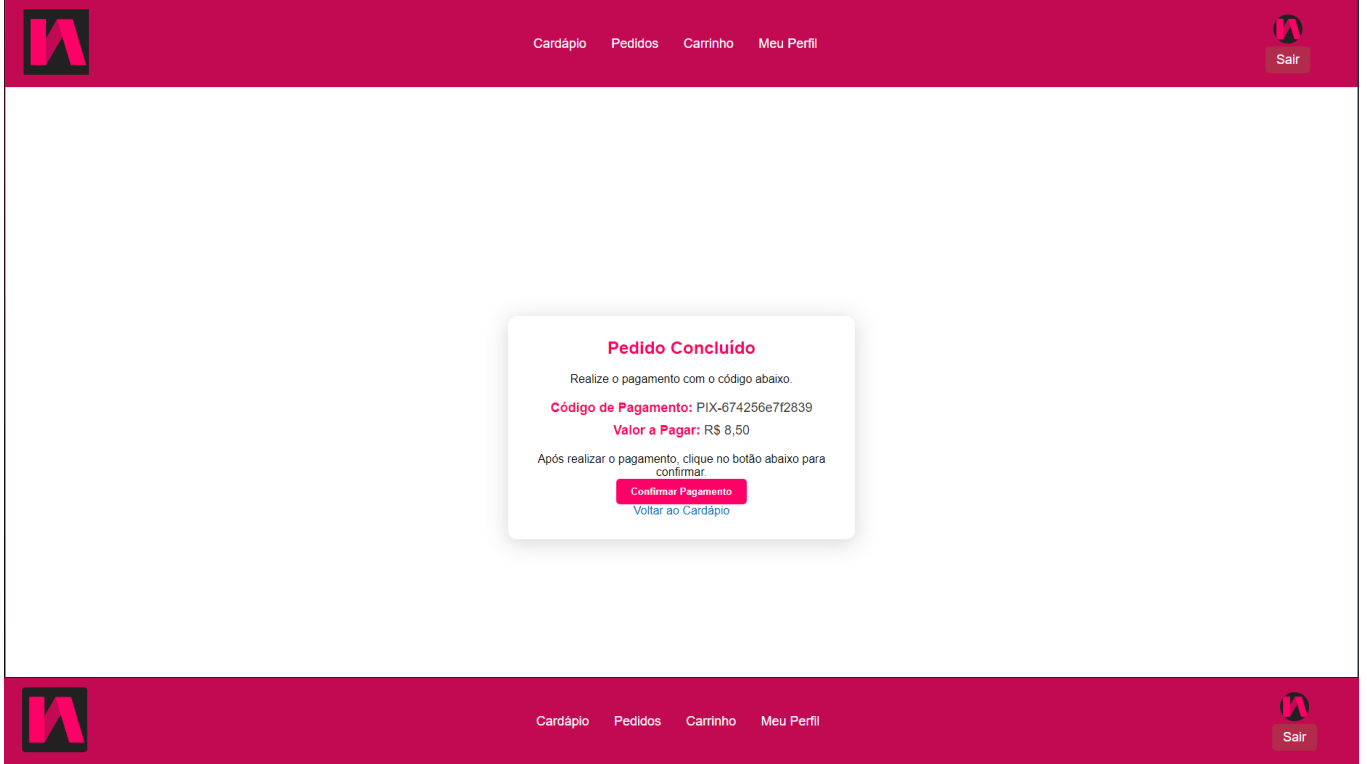 Cardápio Pedidos Carrinho Meu Perfil
Sair
Pedido Concluído
Realize o pagamento com o código abaixo.
Código de Pagamento: PIX-674256e7f2839
Valor a Pagar: R$ 8,50
Após realizar o pagamento, clique no botão abaixo para
confirmar.
Confirmar Pagamento
Voltar ao Cardápio
Cardápio Pedidos Carrinho Meu Perfil
Sair